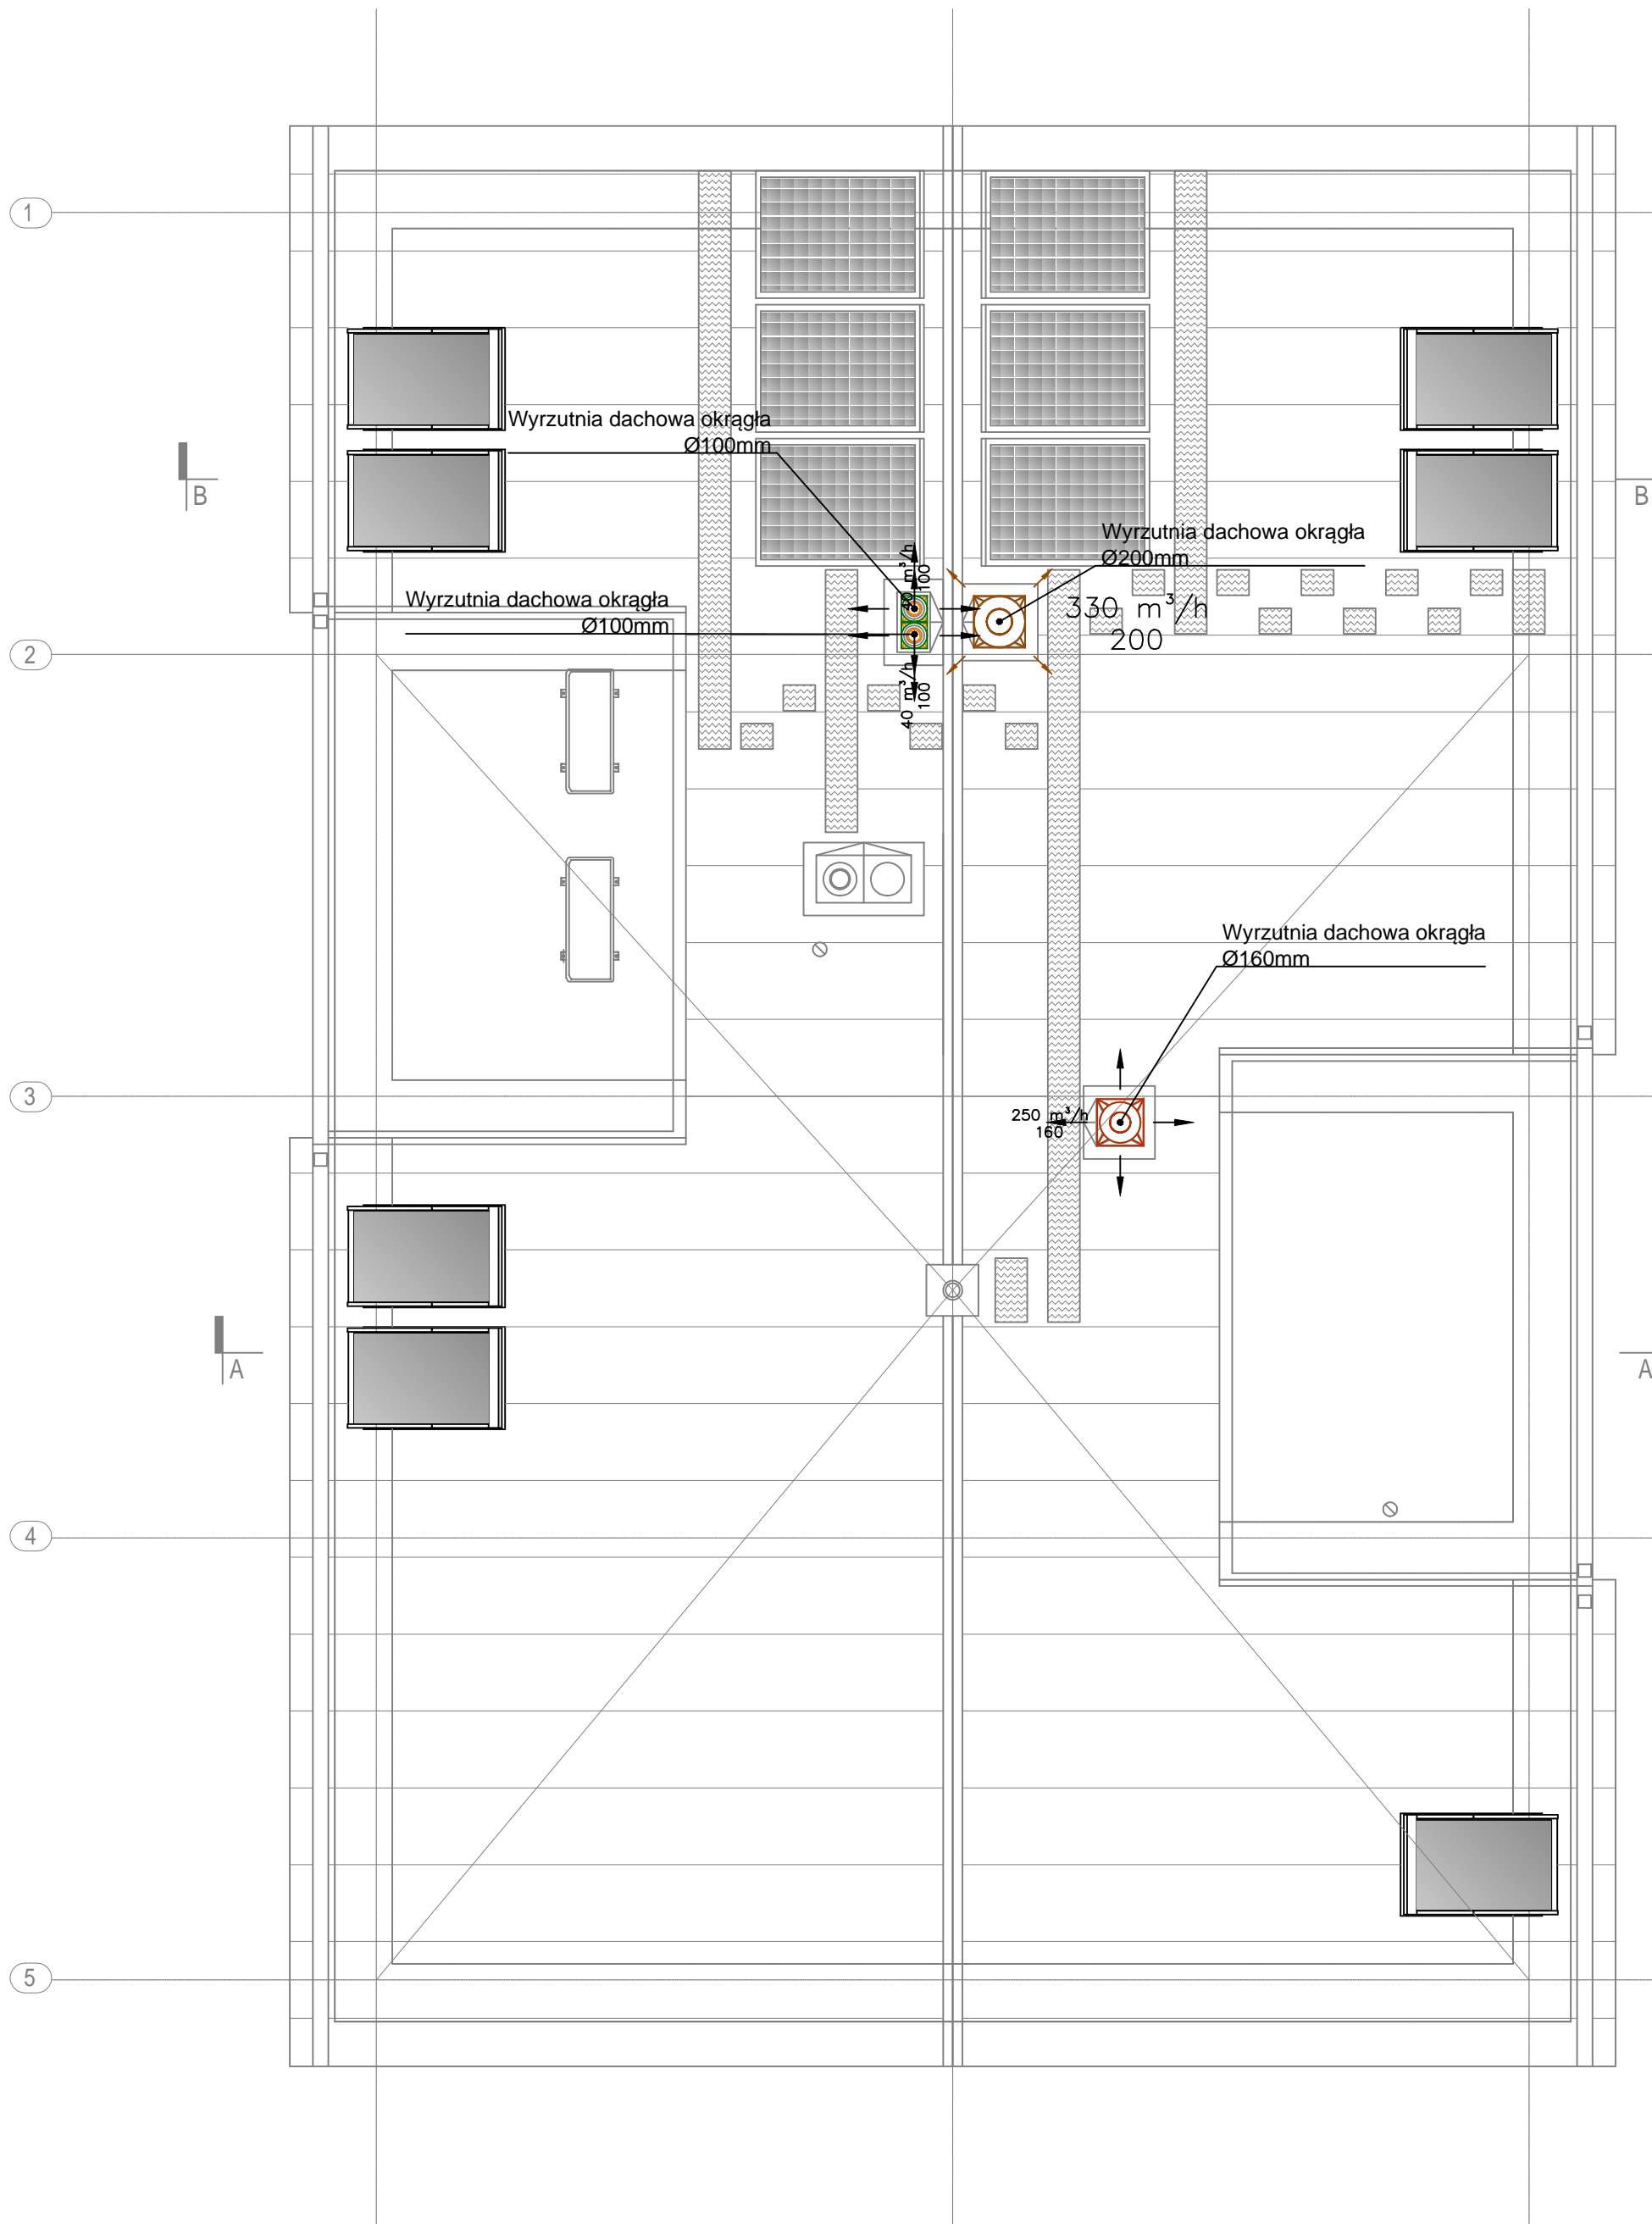 1
Wyrzutnia dachowa okrągła
Ø100mm
B
B
Wyrzutnia dachowa okrągła
Ø200mm
40 m³/h
100
Wyrzutnia dachowa okrągła
Ø100mm
330 m³/h
200
2
40 m³/h
100
Wyrzutnia dachowa okrągła
Ø160mm
3
250 m³/h
160
A
A
4
5